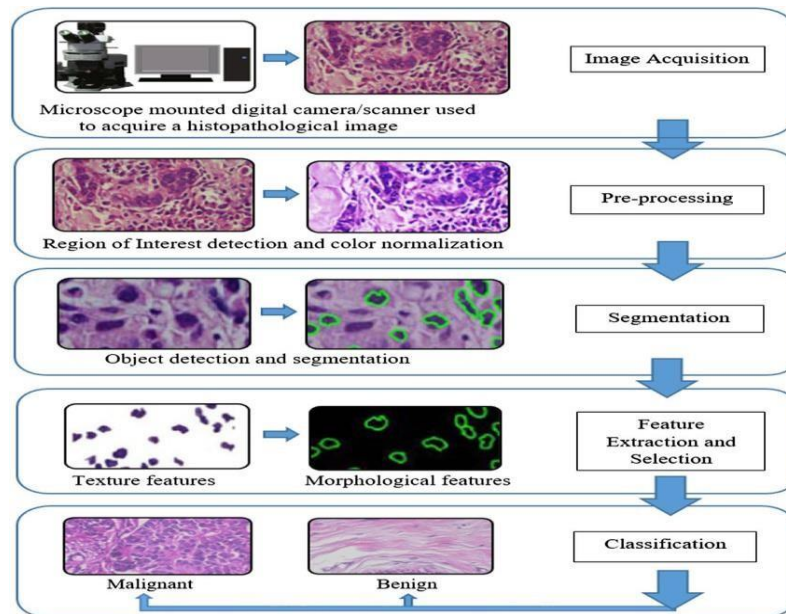 Image Acquisition
Microscope mounted digital camera/scanner used
to acquire a histopathological image
Pre-processing
Region of Interest detection and color normalization
Segmentation
Object detection and segmentation
Feature
Extraction and
Selection
Texture features
Morphological features
Classification
Malignant
Benign